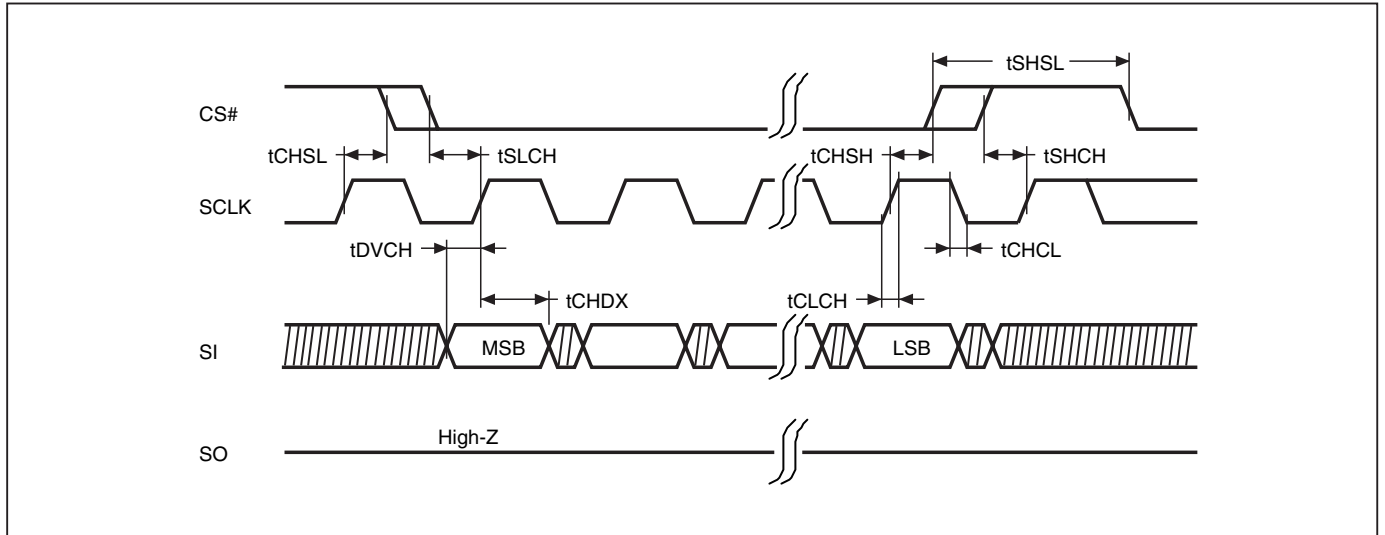 tSHSL
CS#
tCHSL
tSLCH
tCHSH
tSHCH
SCLK
tDVCH
tCHCL
tCHDX
tCLCH
SI
MSB
LSB
High-Z
SO